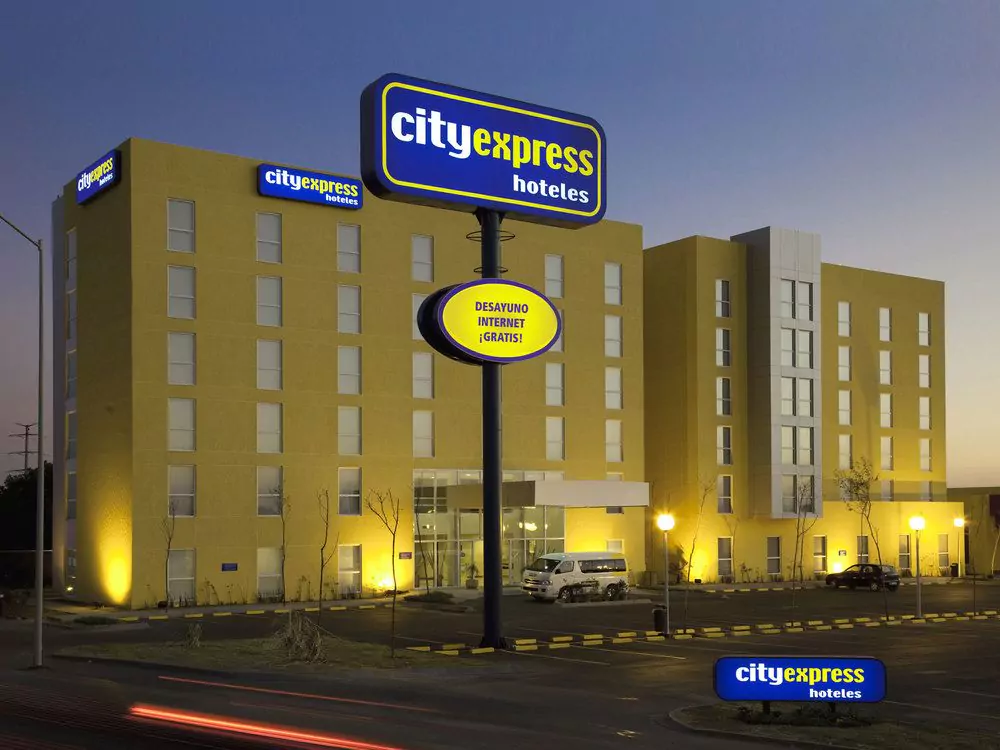 cityexpress
hoteles
cityexpress
hoteles
cityexpress
hoteles
DESAYUNO
INTERNET
¡GRATIS!
cityexpress
hoteles